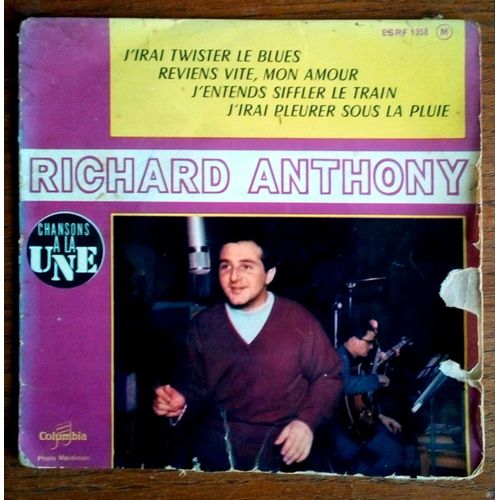 ESRF 1358 M
J'IRAI TWISTER LE BLUES
REVIENS VITE, MON AMOUR
J'ENTENDS SIFFLER LE TRAIN
J'IRAI PLEURER SOUS LA PLUIE
RICHARD ANTHONY
CHANSONS
A LA
UNE
Columbia
Photo Mandiman